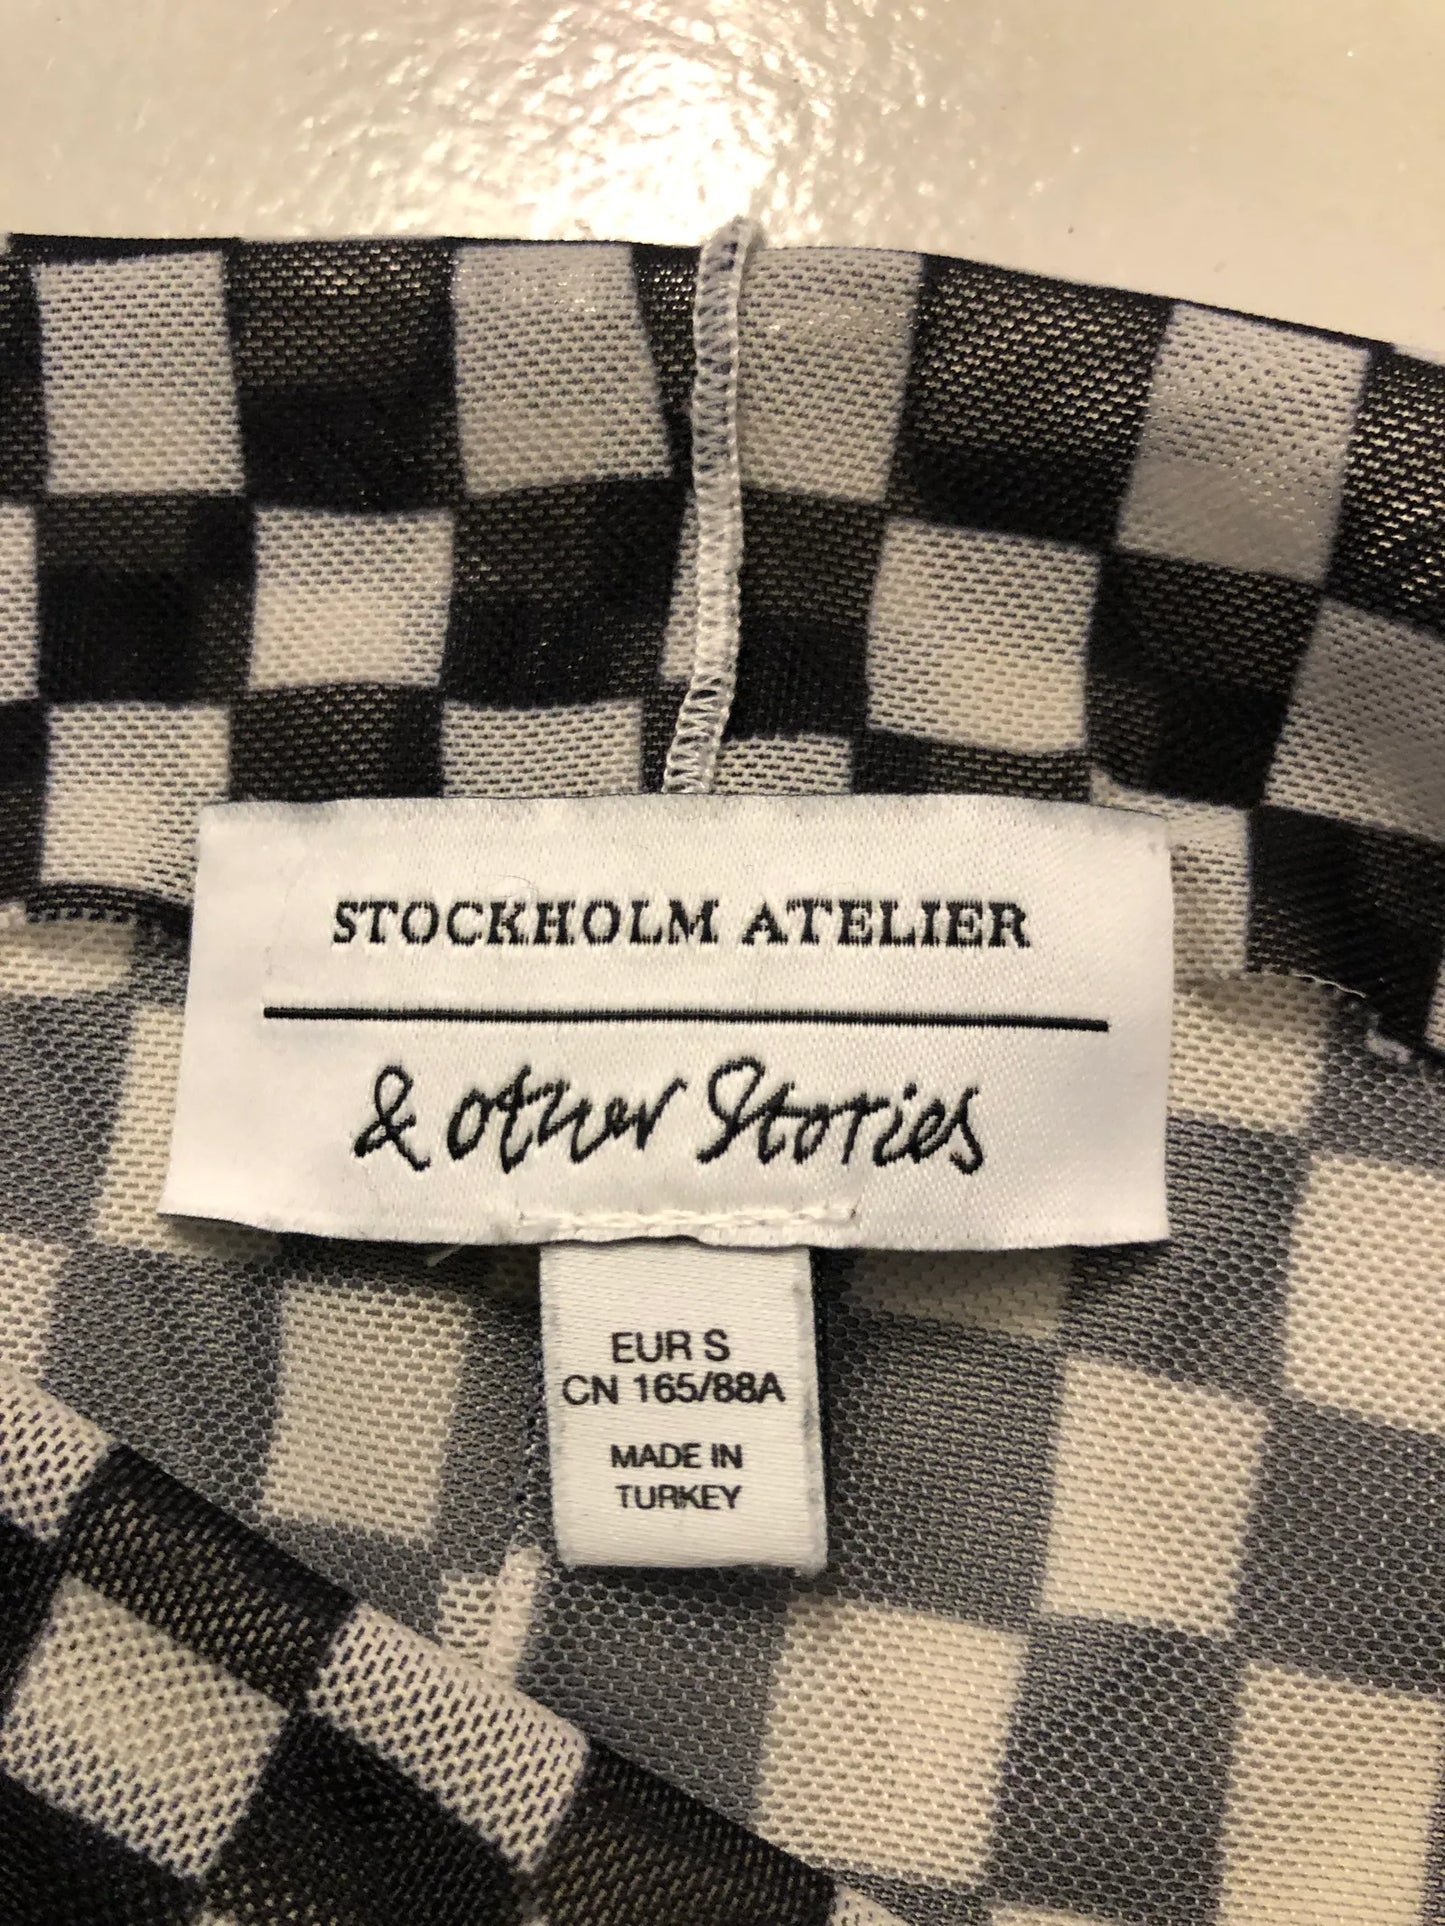 STOCKHOLM ATELIER
& other Stories
EUR S
CN 165/88A
MADE IN
TURKEY